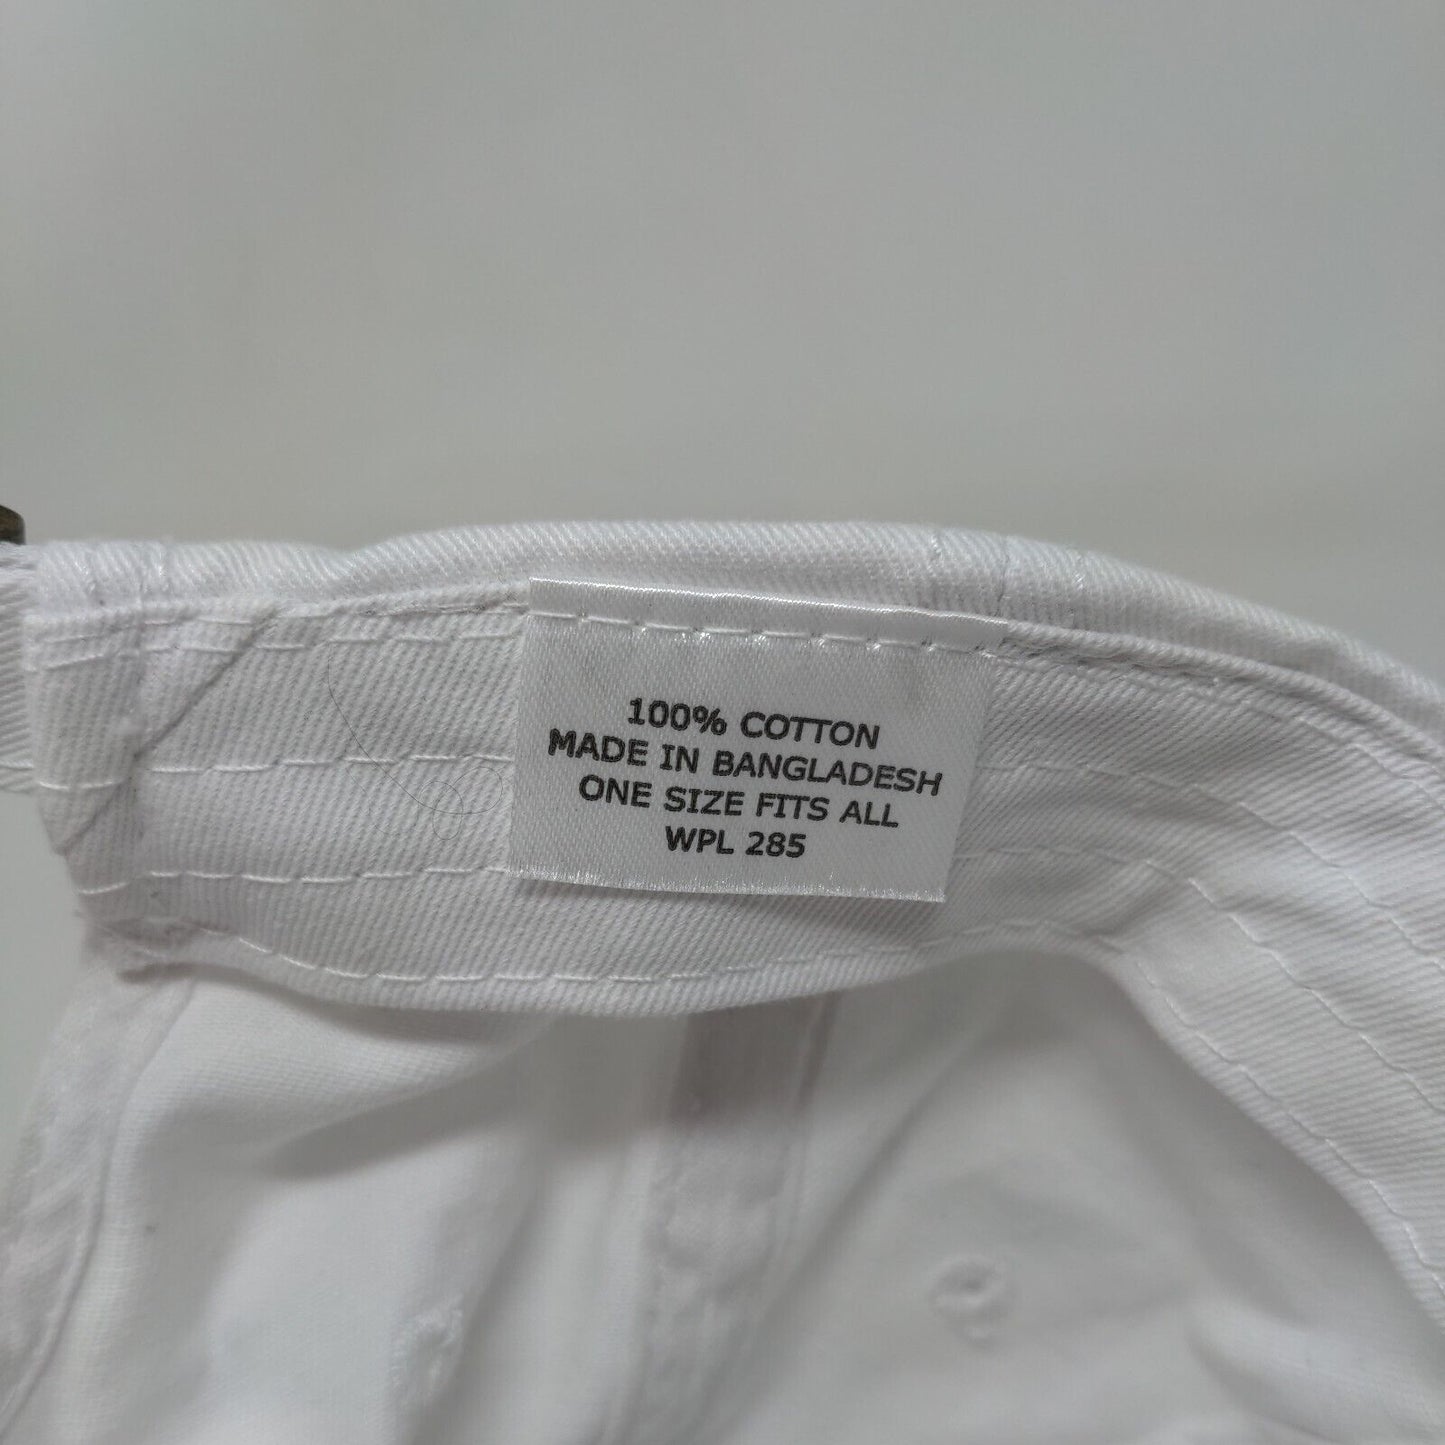 100% COTTON
MADE IN BANGLADESH
ONE SIZE FITS ALL
WPL 285